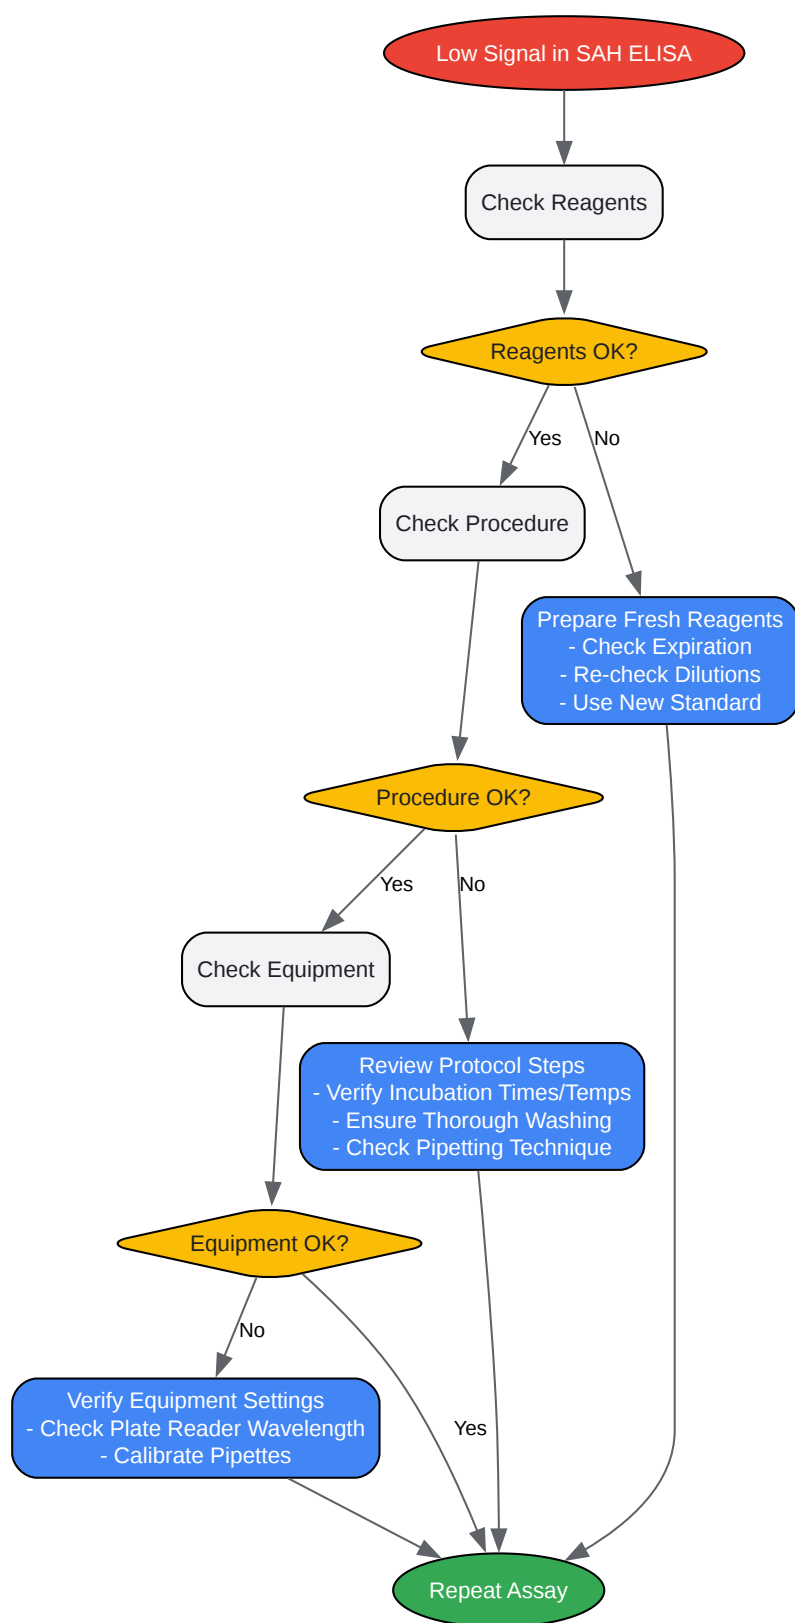 Low Signal in SAH ELISA
Check Reagents
Reagents OK?
Yes
No
Check Procedure
Prepare Fresh Reagents
- Check Expiration
- Re-check Dilutions
- Use New Standard
Procedure OK?
Yes
No
Check Equipment
Review Protocol Steps
- Verify Incubation Times/Temps
- Ensure Thorough Washing
- Check Pipetting Technique
Equipment OK?
No
Yes
Verify Equipment Settings
- Check Plate Reader Wavelength
- Calibrate Pipettes
Repeat Assay